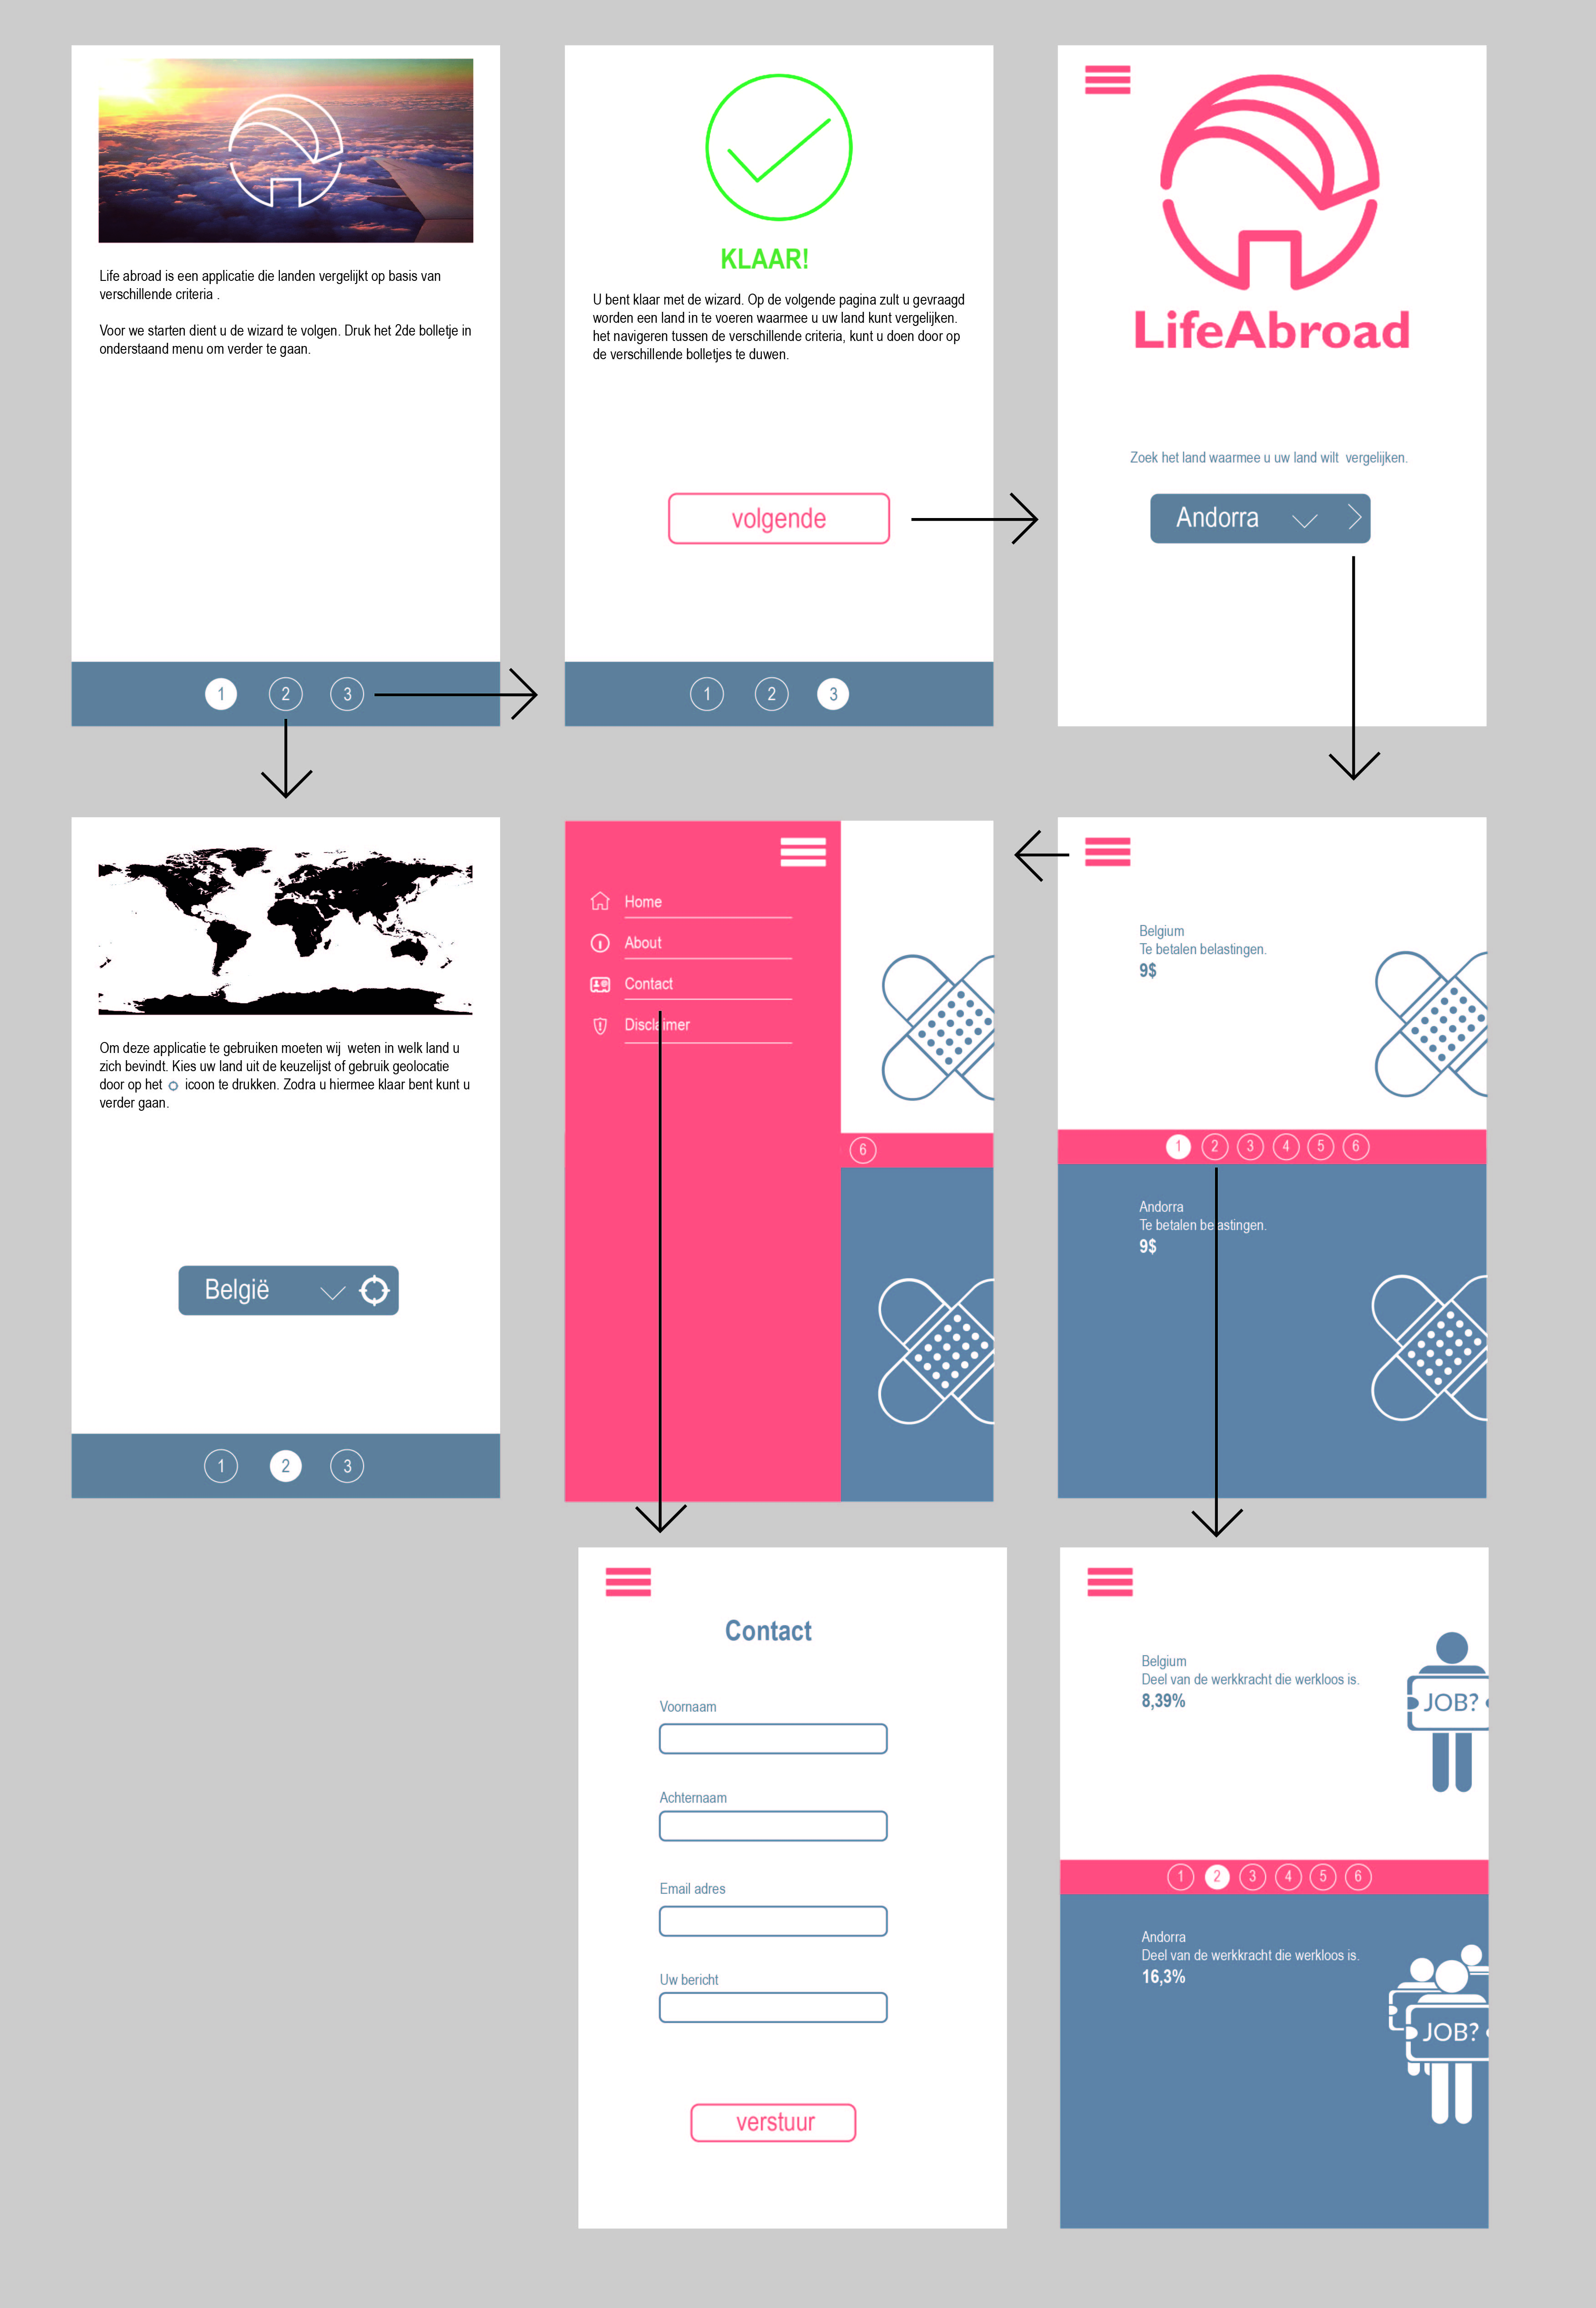 Life abroad is een applicatie die landen vergelijkt op basis van
verschillende criteria .
Voor we starten dient u de wizard te volgen. Druk het 2de bolletje in
onderstaand menu om verder te gaan.
1 2 3
KLAAR!
U bent klaar met de wizard. Op de volgende pagina zult u gevraagd
worden een land in te voeren waarmee u uw land kunt vergelijken.
het navigeren tussen de verschillende criteria, kunt u doen door op
de verschillende bolletjes te duwen.
volgende
1 2 3
LifeAbroad
Zoek het land waarmee u uw land wilt vergelijken.
Andorra
Om deze applicatie te gebruiken moeten wij weten in welk land u
zich bevindt. Kies uw land uit de keuzelijst of gebruik geolocatie
door op het icoon te drukken. Zodra u hiermee klaar bent kunt u
verder gaan.
België
1 2 3
Home
About
Contact
Disclaimer
6
Belgium
Te betalen belastingen.
9$
1 2 3 4 5 6
Andorra
Te betalen belastingen.
9$
Contact
Voornaam
Achternaam
Email adres
Uw bericht
verstuur
Belgium
Deel van de werkkracht die werkloos is.
8,39%
JOB?
1 2 3 4 5 6
Andorra
Deel van de werkkracht die werkloos is.
16,3%
JOB?